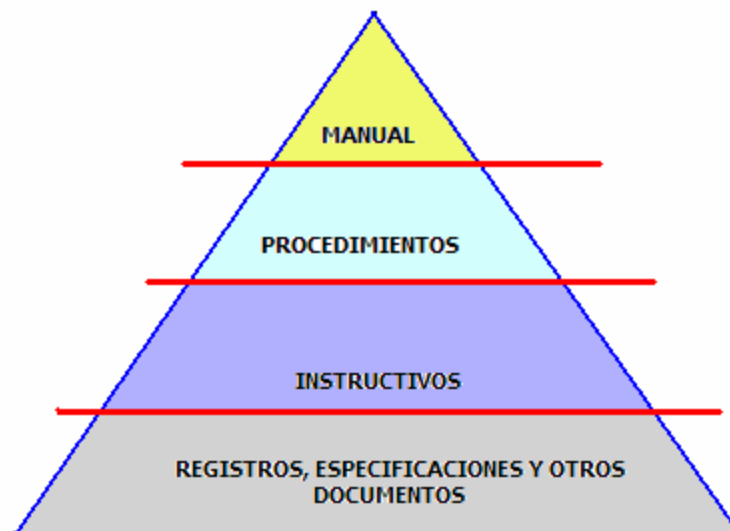 MANUAL
PROCEDIMIENTOS
INSTRUCTIVOS
REGISTROS, ESPECIFICACIONES Y OTROS
DOCUMENTOS